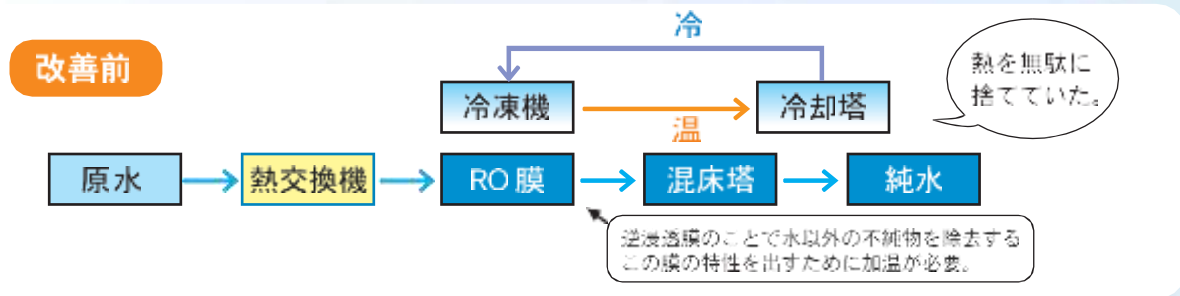 冷
改善前
熱を無駄に
捨てていた。
冷凍機
冷却塔
温
原水
熱交換機
RO膜
混床塔
純水
逆浸透膜のことで水以外の不純物を除去する
この膜の特性を出すために加温が必要。